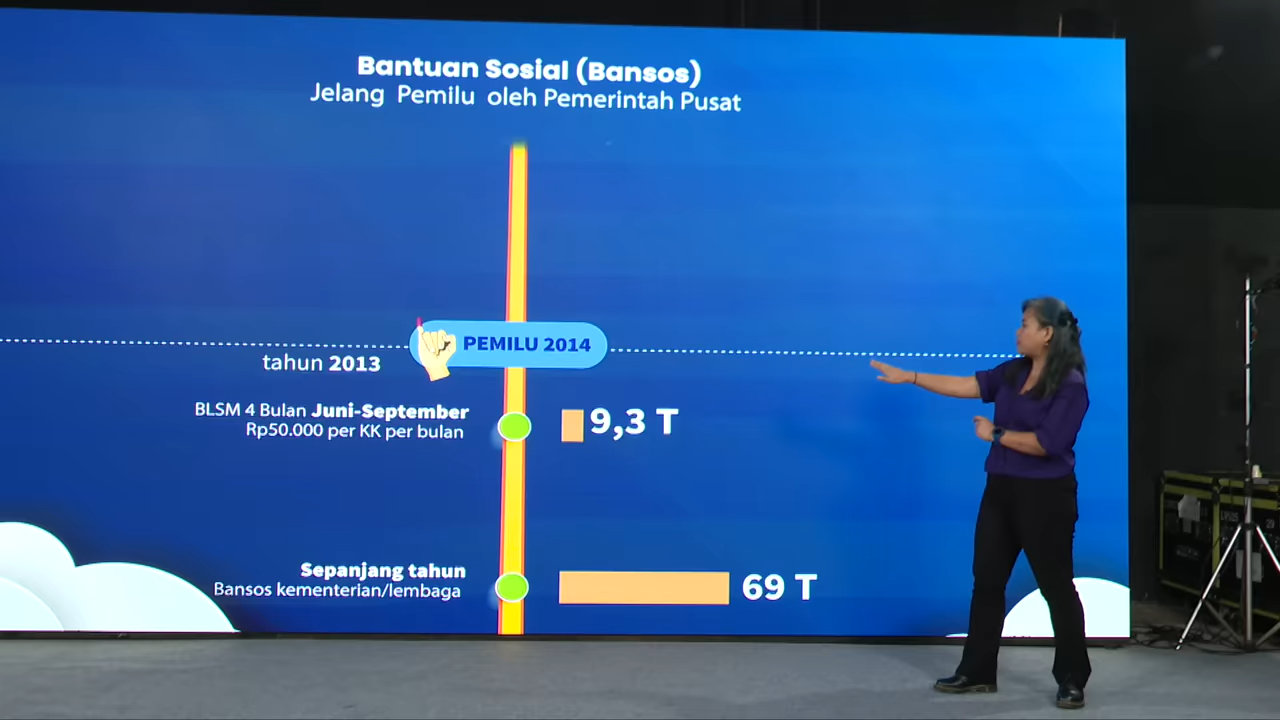 Bantuan Sosial (Bansos)
Jelang Pemilu oleh Pemerintah Pusat
PEMILU 2014
tahun 2013
BLSM 4 Bulan Juni-September
Rp50.000 per KK per bulan
9,3 T
Sepanjang tahun
Bansos kementerian/lembaga
69 T